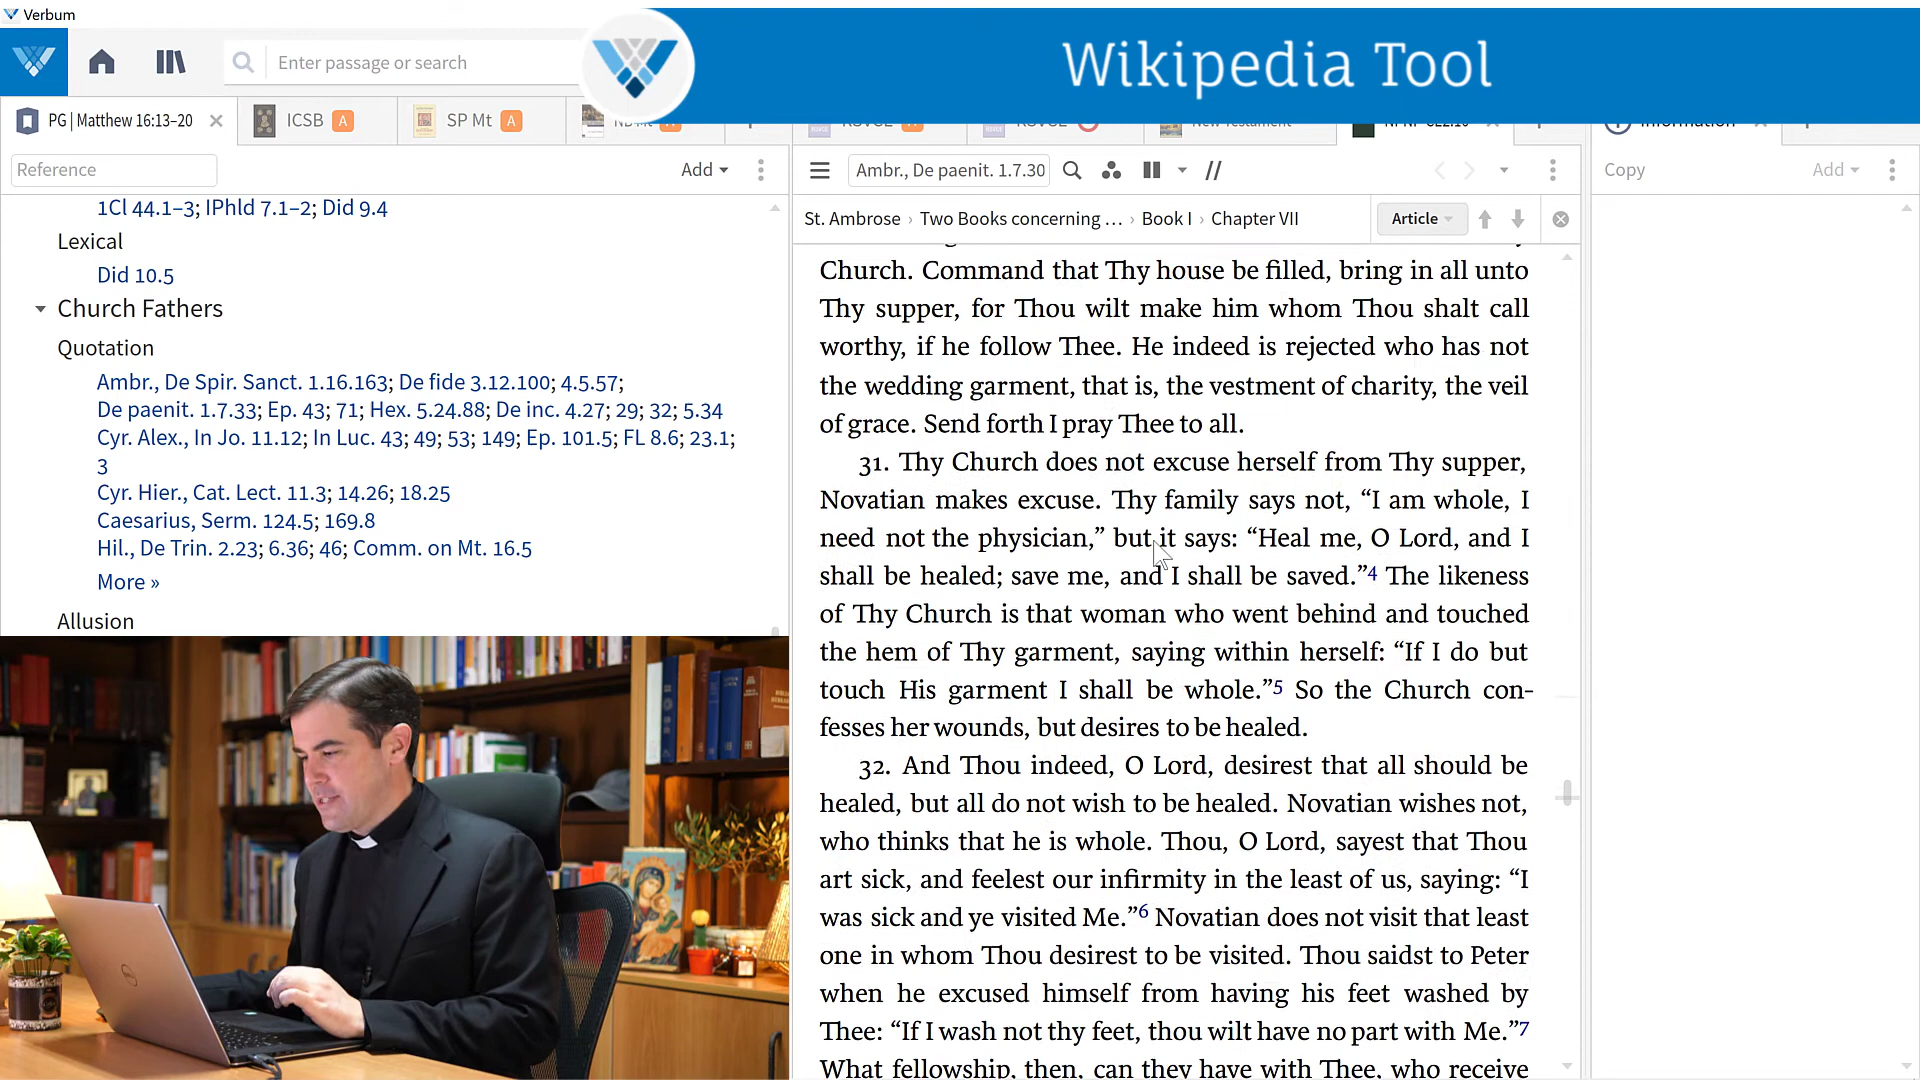 Verbum
Enter passage or search
Wikipedia Tool
PG | Matthew 16:13–20
ICSB A
SP Mt A
Information
Reference
Add
Ambr., De paenit. 1.7.30
//
Copy
Add
St. Ambrose › Two Books concerning … › Book I › Chapter VII
Article
1Cl 44.1–3; IPhld 7.1–2; Did 9.4
Lexical
Did 10.5
Church Fathers
Quotation
Ambr., De Spir. Sanct. 1.16.163; De fide 3.12.100; 4.5.57;
De paenit. 1.7.33; Ep. 43; 71; Hex. 5.24.88; De inc. 4.27; 29; 32; 5.34
Cyr. Alex., In Jo. 11.12; In Luc. 43; 49; 53; 149; Ep. 101.5; FL 8.6; 23.1;
3
Cyr. Hier., Cat. Lect. 11.3; 14.26; 18.25
Caesarius, Serm. 124.5; 169.8
Hil., De Trin. 2.23; 6.36; 46; Comm. on Mt. 16.5
More »
Allusion
Church. Command that Thy house be filled, bring in all unto
Thy supper, for Thou wilt make him whom Thou shalt call
worthy, if he follow Thee. He indeed is rejected who has not
the wedding garment, that is, the vestment of charity, the veil
of grace. Send forth I pray Thee to all.
31. Thy Church does not excuse herself from Thy supper,
Novatian makes excuse. Thy family says not, “I am whole, I
need not the physician,” but it says: “Heal me, O Lord, and I
shall be healed; save me, and I shall be saved.”4 The likeness
of Thy Church is that woman who went behind and touched
the hem of Thy garment, saying within herself: “If I do but
touch His garment I shall be whole.”5 So the Church con-
fesses her wounds, but desires to be healed.
32. And Thou indeed, O Lord, desirest that all should be
healed, but all do not wish to be healed. Novatian wishes not,
who thinks that he is whole. Thou, O Lord, sayest that Thou
art sick, and feelest our infirmity in the least of us, saying: “I
was sick and ye visited Me.”6 Novatian does not visit that least
one in whom Thou desirest to be visited. Thou saidst to Peter
when he excused himself from having his feet washed by
Thee: “If I wash not thy feet, thou wilt have no part with Me.”7
What fellowship, then, can they have with Thee, who receive